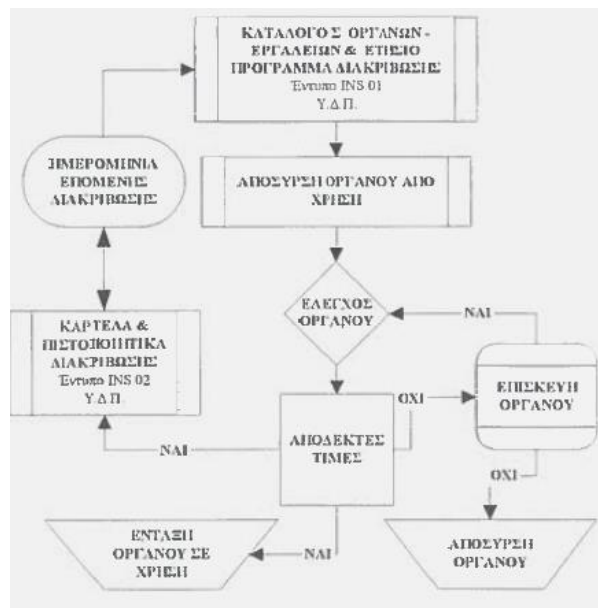 ΚΑΤΑΛΟΓΟΣ ΟΡΓΑΝΩΝ -
ΕΡΓΑΛΕΙΩΝ & ΕΤΗΣΙΟ
ΠΡΟΓΡΑΜΜΑ ΔΙΑΚΡΙΒΩΣΗΣ
Έντυπο INS 01
Υ.Δ.Π.
ΗΜΕΡΟΜΗΝΙΑ
ΕΠΟΜΕΝΗΣ
ΔΙΑΚΡΙΒΩΣΗΣ
ΑΠΟΣΥΡΣΗ ΟΡΓΑΝΟΥ ΑΠΟ
ΧΡΗΣΗ
ΕΛΕΓΧΟΣ
ΟΡΓΑΝΟΥ
ΝΑΙ
ΚΑΡΤΕΛΑ &
ΠΙΣΤΟΠΟΙΗΤΙΚΑ
ΔΙΑΚΡΙΒΩΣΗΣ
Έντυπο INS 02
Υ.Δ.Π.
ΕΠΙΣΚΕΥΗ
ΟΡΓΑΝΟΥ
ΟΧΙ
ΑΠΟΔΕΚΤΕΣ
ΤΙΜΕΣ
ΝΑΙ
ΟΧΙ
ΕΝΤΑΞΗ
ΟΡΓΑΝΟΥ ΣΕ
ΧΡΗΣΗ
ΝΑΙ
ΑΠΟΣΥΡΣΗ
ΟΡΓΑΝΟΥ